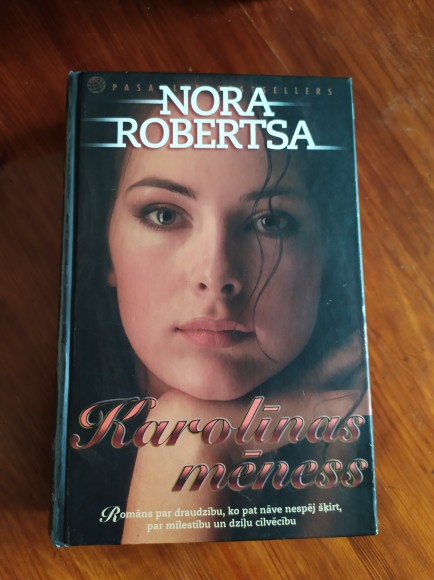 NORA
ROBERTSA
Karolīnas
mēness
Romāns par draudzību, ko pat nāve nespēj šķirt,
par mīlestību un dziļu cilvēcību